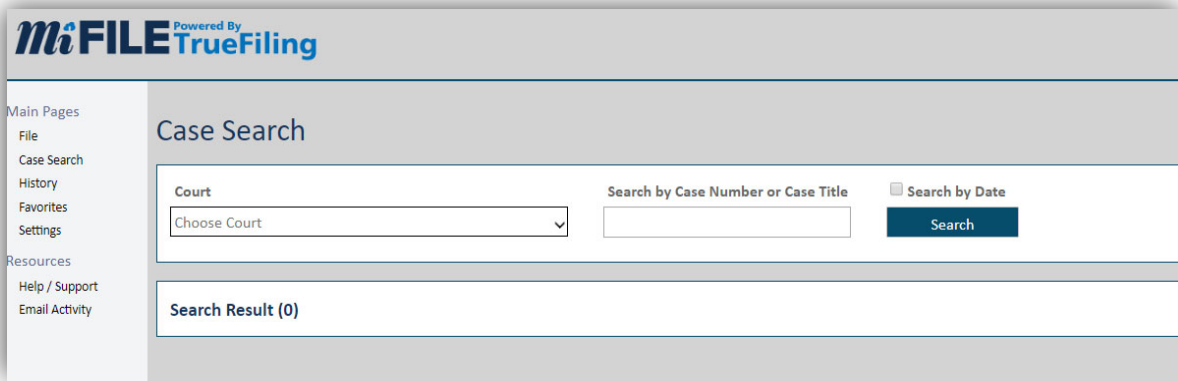 MiFILE Powered By TrueFiling
Main Pages
File
Case Search
History
Favorites
Settings
Resources
Help / Support
Email Activity
Case Search
Court
Search by Case Number or Case Title
Search by Date
Choose Court
Search
Search Result (0)